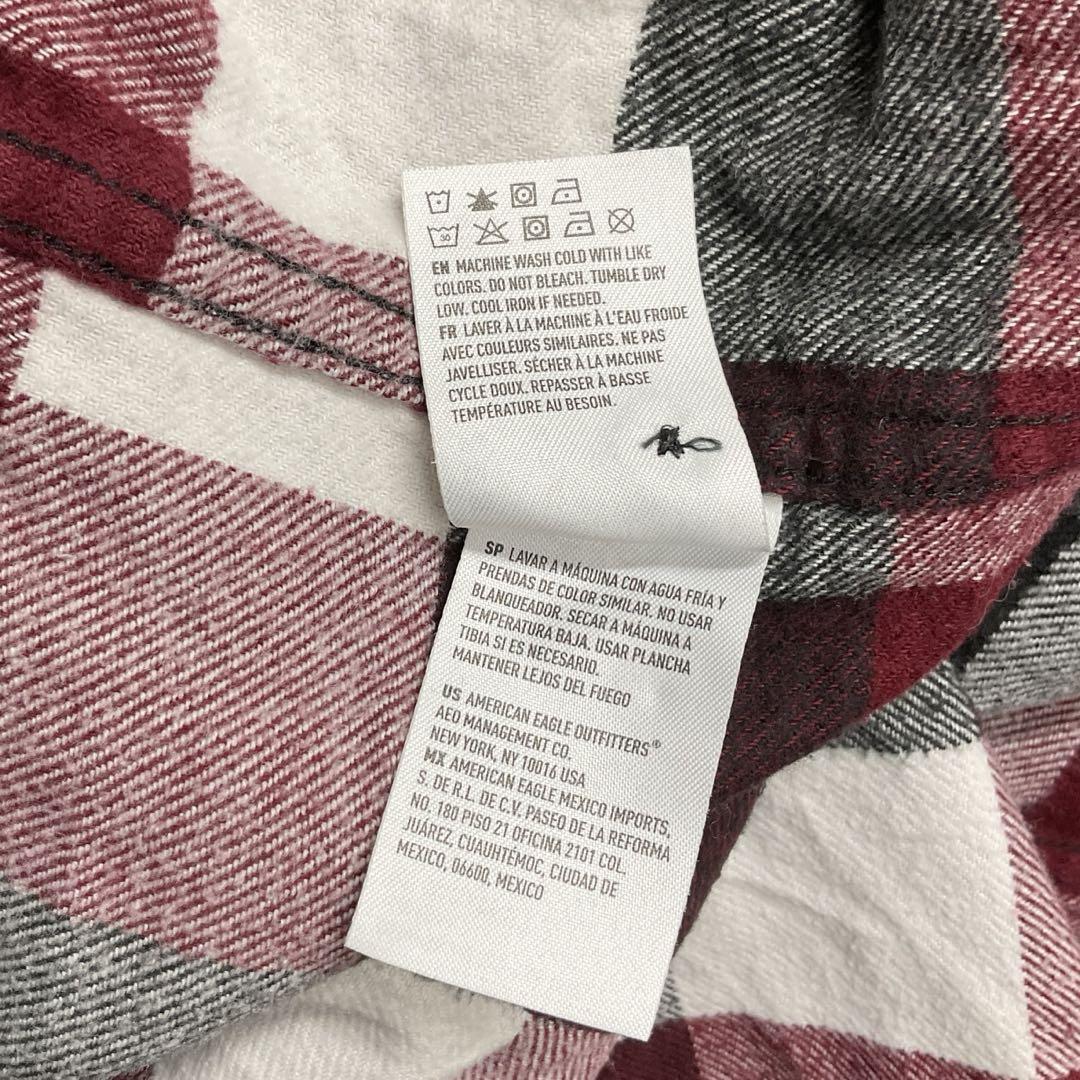 30
EN MACHINE WASH COLD WITH LIKE
COLORS. DO NOT BLEACH. TUMBLE DRY
LOW. COOL IRON IF NEEDED.
FR LAVER À LA MACHINE À L'EAU FROIDE
AVEC COULEURS SIMILAIRES. NE PAS
JAVELLISER. SÉCHER À LA MACHINE
CYCLE DOUX. REPASSER À BASSE
TEMPÉRATURE AU BESOIN.
SP LAVAR A MÁQUINA CON AGUA FRÍA Y
PRENDAS DE COLOR SIMILAR. NO USAR
BLANQUEADOR. SECAR A MÁQUINA A
TEMPERATURA BAJA. USAR PLANCHA
TIBIA SI ES NECESARIO.
MANTENER LEJOS DEL FUEGO
US AMERICAN EAGLE OUTFITTERS®
AEO MANAGEMENT CO.
NEW YORK, NY 10016 USA
MX AMERICAN EAGLE MEXICO IMPORTS,
S. DE R.L. DE C.V. PASEO DE LA REFORMA
NO. 180 PISO 21 OFICINA 2101 COL.
JUÁREZ, CUAUHTÉMOC, CIUDAD DE
MEXICO, 06600, MEXICO